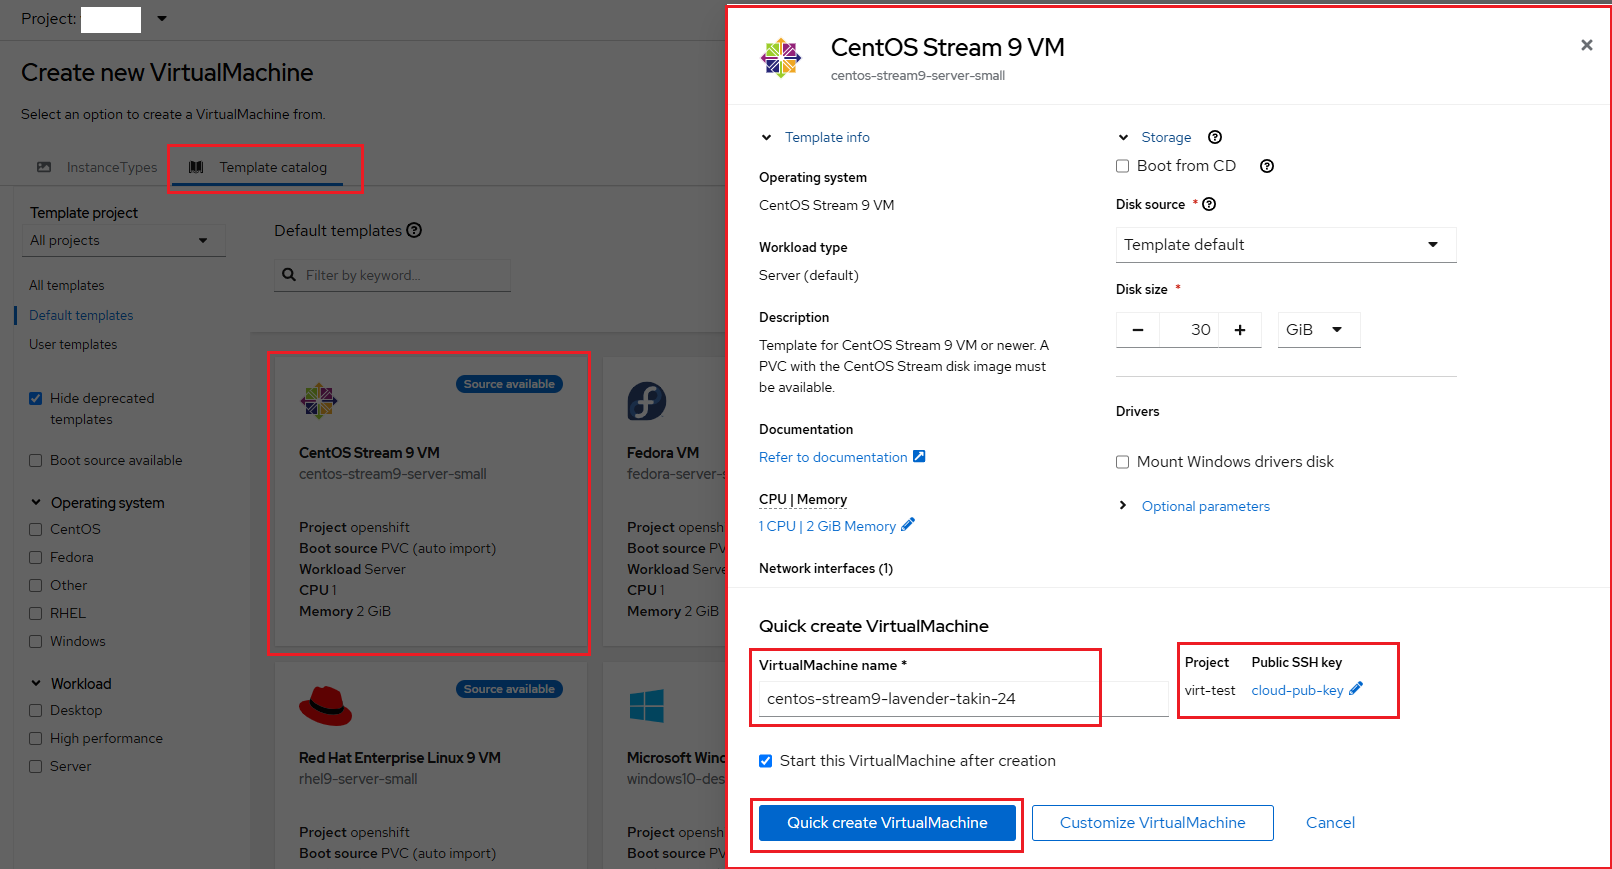 Project:
Create new VirtualMachine
Select an option to create a VirtualMachine from.
InstanceTypes
Template catalog
Template project
All projects
All templates
Default templates
User templates
Hide deprecated
templates
Boot source available
Operating system
CentOS
Fedora
Other
RHEL
Windows
Workload
Desktop
High performance
Server
Default templates
Filter by keyword...
Source available
CentOS Stream 9 VM
centos-stream9-server-small
Project openshift
Boot source PVC (auto import)
Workload Server
CPU 1
Memory 2 GiB
Fedora VM
fedora-server-s
Project opensh
Boot source PV
Workload Serve
CPU 1
Memory 2 GiB
Source available
Red Hat Enterprise Linux 9 VM
rhel9-server-small
Project openshift
Boot source PVC (auto import)
Microsoft Wind
windows10-des
Project opensh
Boot source PV
CentOS Stream 9 VM
centos-stream9-server-small
Template info
Operating system
CentOS Stream 9 VM
Workload type
Server (default)
Description
Template for CentOS Stream 9 VM or newer. A
PVC with the CentOS Stream disk image must
be available.
Documentation
Refer to documentation
CPU | Memory
1 CPU | 2 GiB Memory
Network interfaces (1)
Storage
Boot from CD
Disk source *
Template default
Disk size *
30
GiB
Drivers
Mount Windows drivers disk
Optional parameters
Quick create VirtualMachine
VirtualMachine name *
centos-stream9-lavender-takin-24
Project Public SSH key
virt-test cloud-pub-key
Start this VirtualMachine after creation
Quick create VirtualMachine
Customize VirtualMachine
Cancel